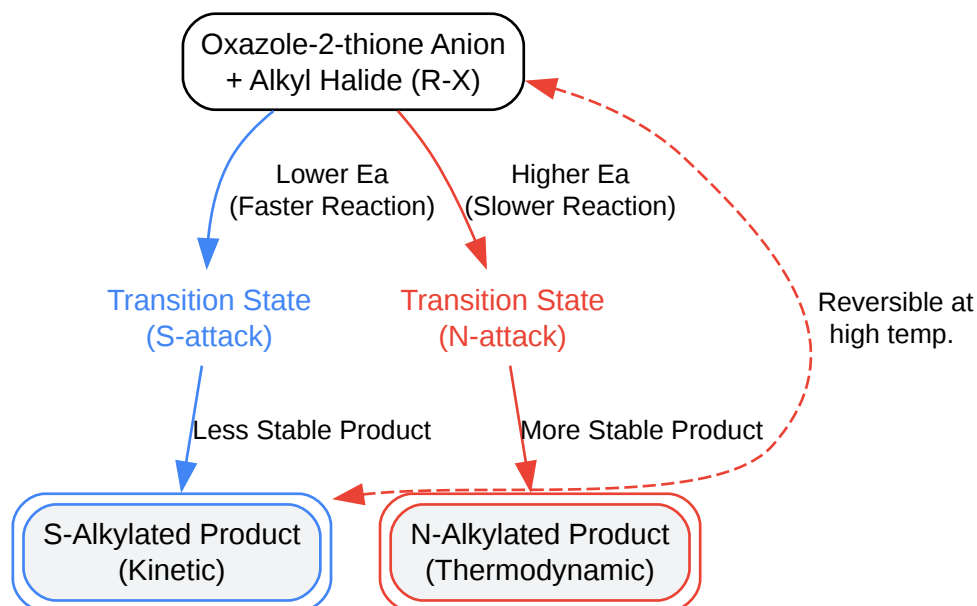 Oxazole-2-thione Anion
+ Alkyl Halide (R-X)
Lower Ea
(Faster Reaction)
Higher Ea
(Slower Reaction)
Transition State
(S-attack)
Transition State
(N-attack)
Reversible at
high temp.
Less Stable Product
More Stable Product
S-Alkylated Product
(Kinetic)
N-Alkylated Product
(Thermodynamic)